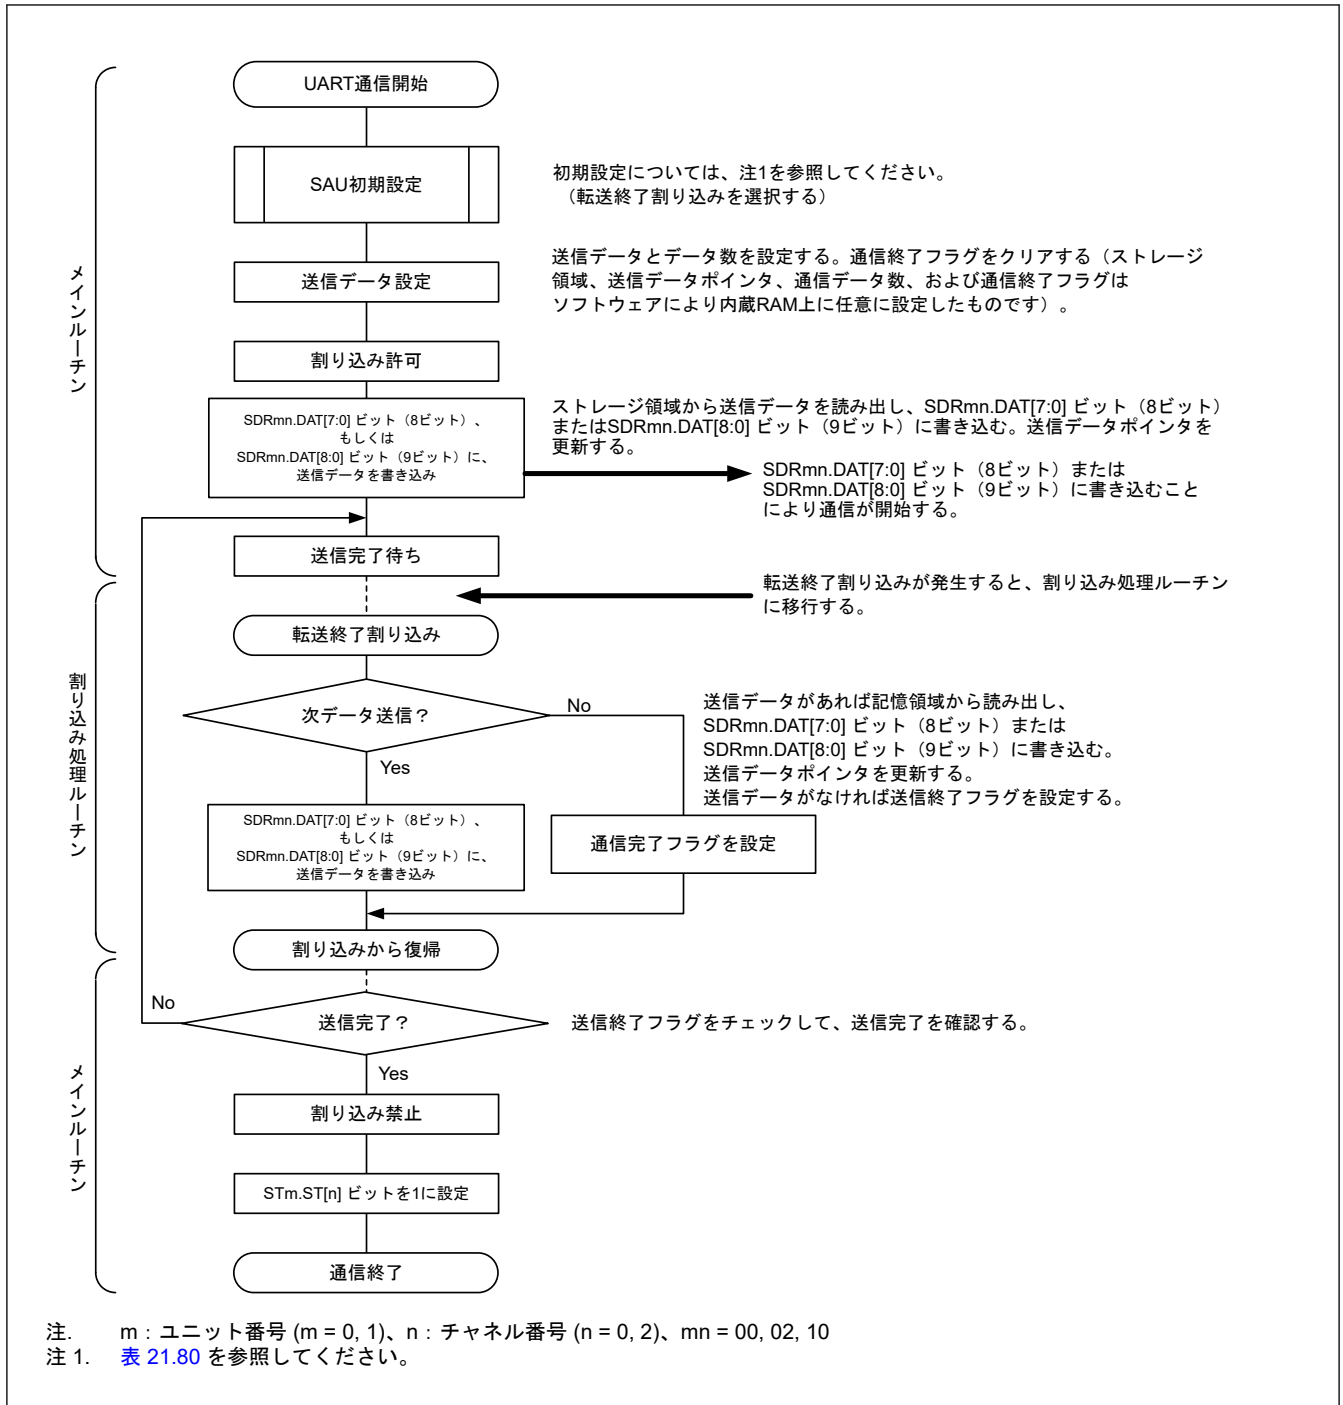 UART通信開始
SAU初期設定
初期設定については、注1を参照してください。
（転送終了割り込みを選択する）
メインルーチン
送信データ設定
送信データとデータ数を設定する。通信終了フラグをクリアする（ストレージ
領域、送信データポインタ、通信データ数、および通信終了フラグは
ソフトウェアにより内蔵RAM上に任意に設定したものです）。
割り込み許可
SDRmn.DAT[7:0] ビット（8ビット）、
もしくは
SDRmn.DAT[8:0] ビット（9ビット）に、
送信データを書き込み
ストレージ領域から送信データを読み出し、SDRmn.DAT[7:0] ビット（8ビット）
またはSDRmn.DAT[8:0] ビット（9ビット）に書き込む。送信データポインタを
更新する。
SDRmn.DAT[7:0] ビット（8ビット）または
SDRmn.DAT[8:0] ビット（9ビット）に書き込むこと
により通信が開始する。
送信完了待ち
転送終了割り込みが発生すると、割り込み処理ルーチン
に移行する。
転送終了割り込み
割り込み処理ルーチン
次データ送信？
No
Yes
送信データがあれば記憶領域から読み出し、
SDRmn.DAT[7:0] ビット（8ビット）または
SDRmn.DAT[8:0] ビット（9ビット）に書き込む。
送信データポインタを更新する。
送信データがなければ送信終了フラグを設定する。
SDRmn.DAT[7:0] ビット（8ビット）、
もしくは
SDRmn.DAT[8:0] ビット（9ビット）に、
送信データを書き込み
通信完了フラグを設定
割り込みから復帰
No
送信完了？
送信終了フラグをチェックして、送信完了を確認する。
Yes
メインルーチン
割り込み禁止
STm.ST[n] ビットを1に設定
通信終了
注. m：ユニット番号 (m = 0, 1)、n：チャネル番号 (n = 0, 2)、mn = 00, 02, 10
注 1. 表 21.80 を参照してください。